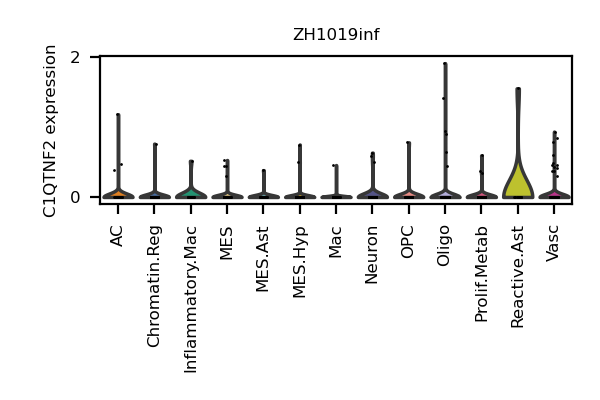 ZH1019inf
C1QTNF2 expression
2
0
AC
Chromatin.Reg
Inflammatory.Mac
MES
MES.Ast
MES.Hyp
Mac
Neuron
OPC
Oligo
Prolif.Metab
Reactive.Ast
Vasc